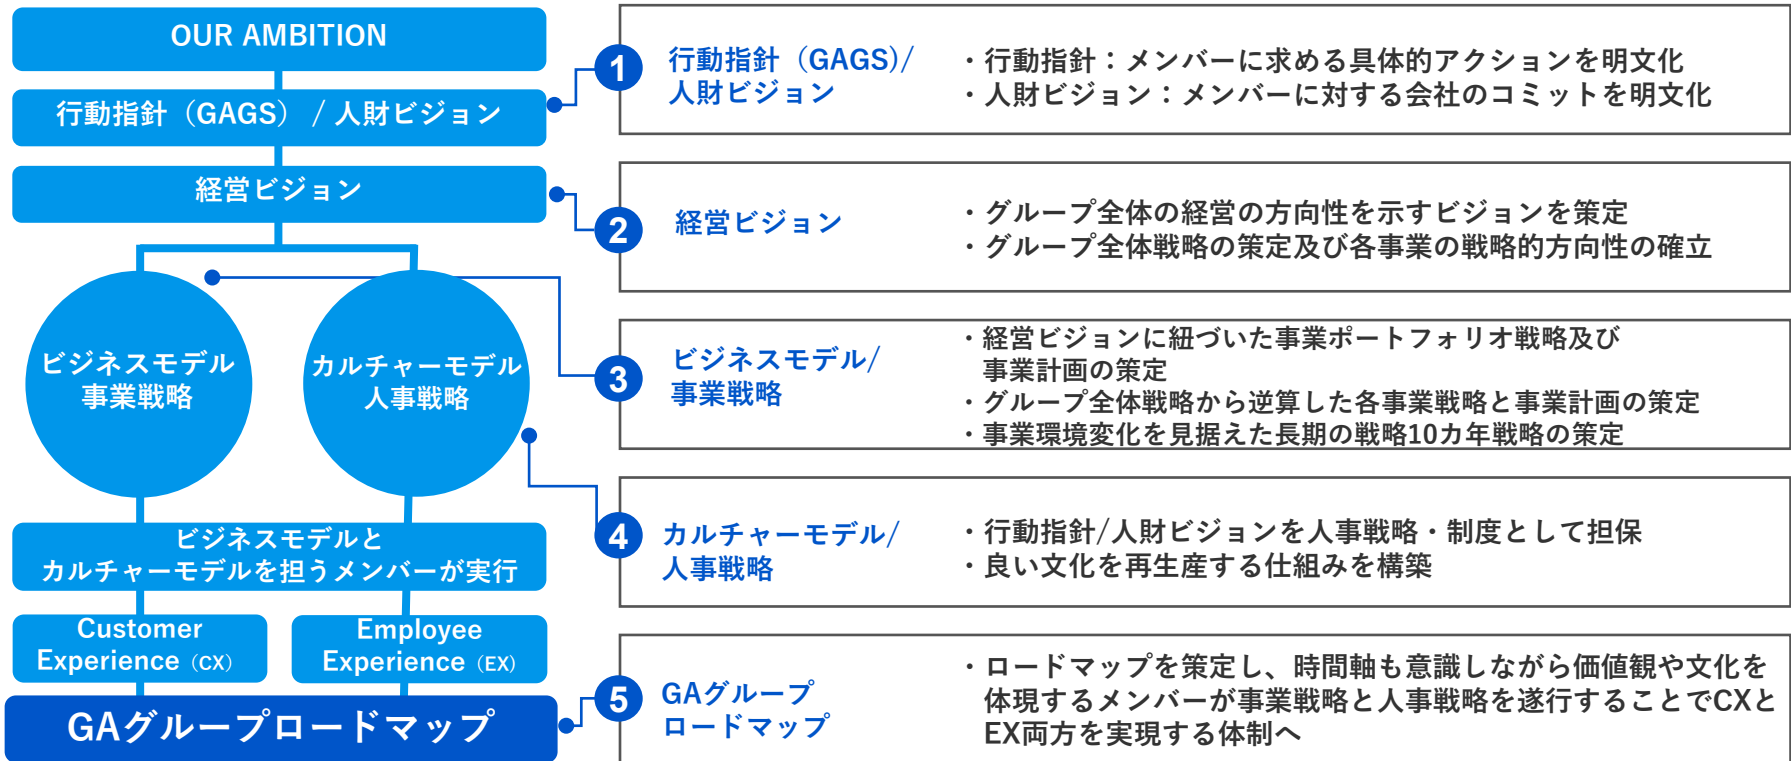 OUR AMBITION
行動指針（GAGS） / 人財ビジョン
経営ビジョン
ビジネスモデル
事業戦略
カルチャーモデル
人事戦略
ビジネスモデルと
カルチャーモデルを担うメンバーが実行
Customer
Experience（CX）
Employee
Experience（EX）
GAグループロードマップ
1
行動指針（GAGS)/
人財ビジョン
・行動指針：メンバーに求める具体的アクションを明文化
・人財ビジョン：メンバーに対する会社のコミットを明文化
2
経営ビジョン
・グループ全体の経営の方向性を示すビジョンを策定
・グループ全体戦略の策定及び各事業の戦略的方向性の確立
3
ビジネスモデル/
事業戦略
・経営ビジョンに紐づいた事業ポートフォリオ戦略及び
事業計画の策定
・グループ全体戦略から逆算した各事業戦略と事業計画の策定
・事業環境変化を見据えた長期の戦略10カ年戦略の策定
4
カルチャーモデル/
人事戦略
・行動指針/人財ビジョンを人事戦略・制度として担保
・良い文化を再生産する仕組みを構築
5
GAグループ
ロードマップ
・ロードマップを策定し、時間軸も意識しながら価値観や文化を
体現するメンバーが事業戦略と人事戦略を遂行することでCXと
EX両方を実現する体制へ